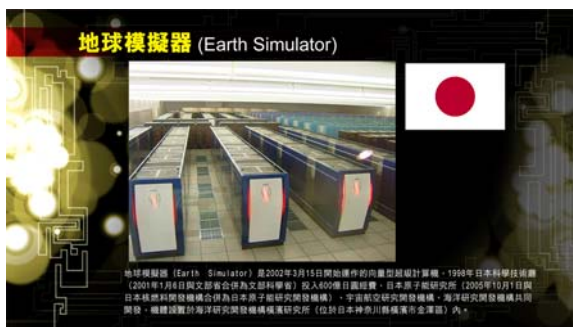 地球模擬器 (Earth Simulator)
地球模擬器 (Earth Simulator) 是2002年3月15日開始運作的向量型超級計算機。1998年日本科學技術廳
(2001年1月6日與文部省合併為文部科學省) 投入600億日圓經費,日本原子能研究所 (2005年10月1日與
日本核燃料開發機構合併為日本原子能研究開發機構)、宇宙航空研究開發機構、海洋研究開發機構共同
開發,機體設置於海洋研究開發機構橫濱研究所 (位於日本神奈川縣橫濱市金澤區) 內。